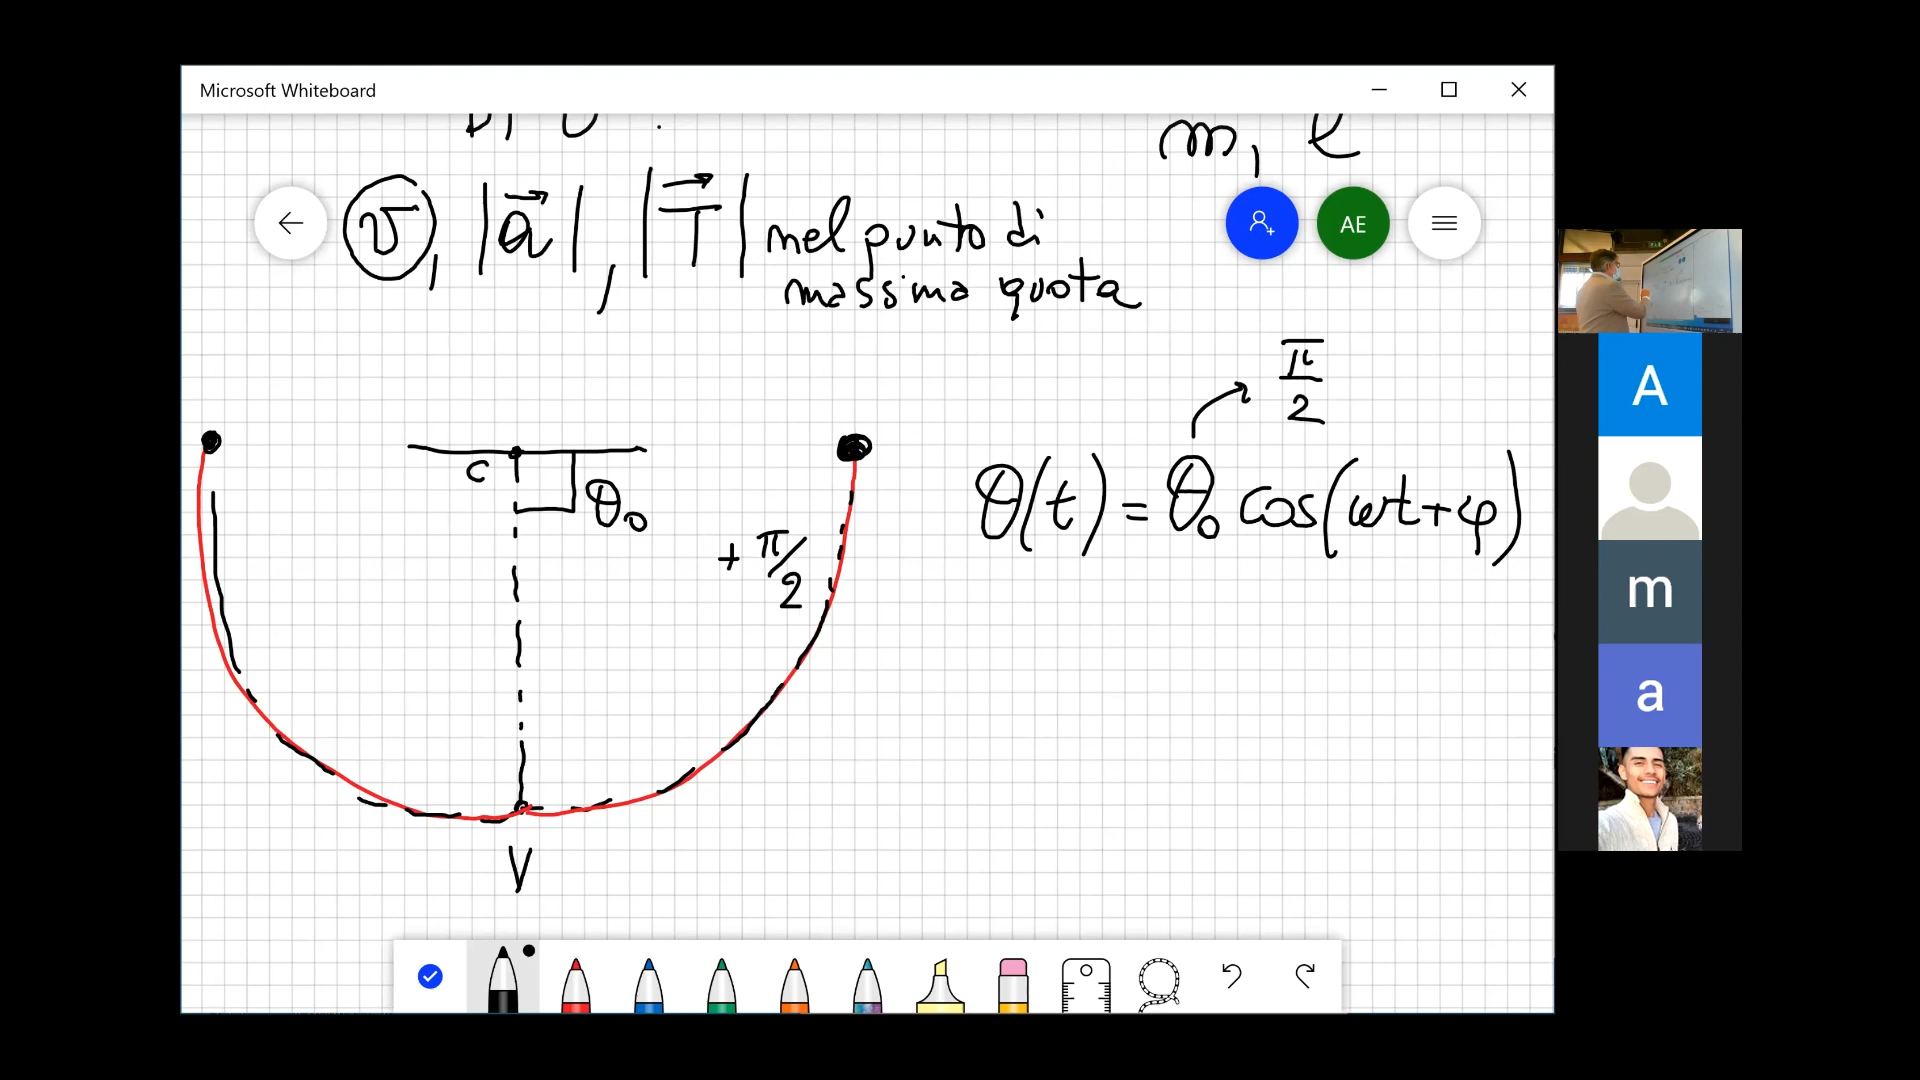 Microsoft Whiteboard
m, l
v, |a⃗|, |T⃗| nel punto di
massima quota
AE
A
π/2
C
θ₀
θ(t) = θ₀ cos(ωt+φ)
+ π/2
m
a
V